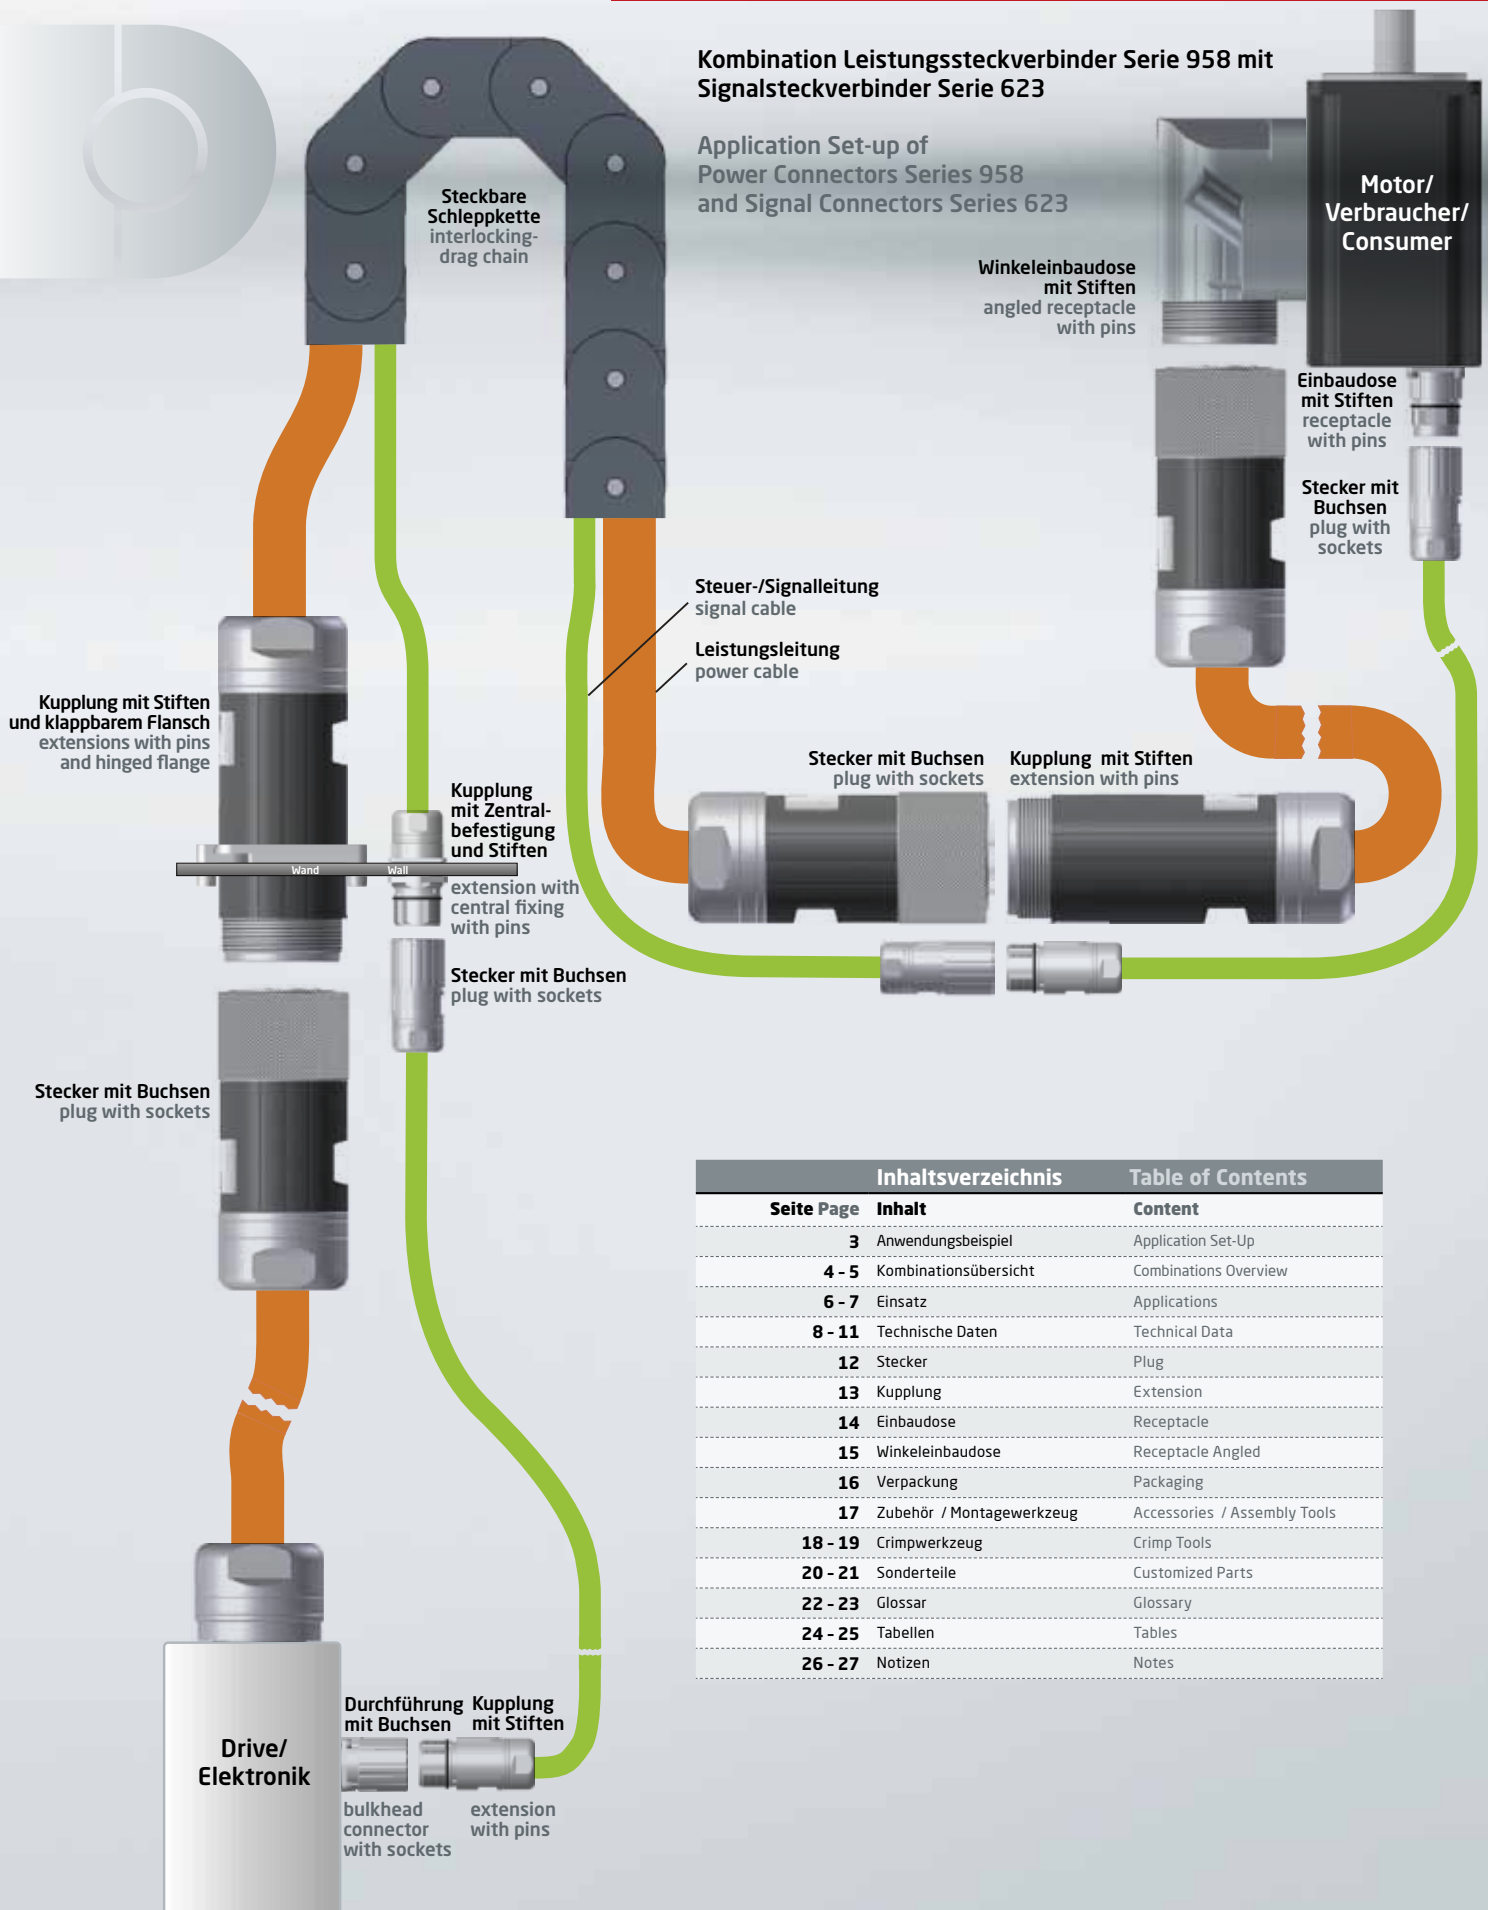 Kombination Leistungssteckverbinder Serie 958 mit
Signalsteckverbinder Serie 623
Application Set-up of
Power Connectors Series 958
and Signal Connectors Series 623
Steckbare
Schleppkette
interlocking-
drag chain
Motor/
Verbraucher/
Consumer
Winkeleinbaudose
mit Stiften
angled receptacle
with pins
Einbaudose
mit Stiften
receptacle
with pins
Stecker mit
Buchsen
plug with
sockets
Steuer-/Signalleitung
signal cable
Leistungsleitung
power cable
Kupplung mit Stiften
und klappbarem Flansch
extensions with pins
and hinged flange
Stecker mit Buchsen
plug with sockets
Kupplung mit Stiften
extension with pins
Kupplung
mit Zentral-
befestigung
und Stiften
Wand Wall
extension with
central fixing
with pins
Stecker mit Buchsen
plug with sockets
Stecker mit Buchsen
plug with sockets
Inhaltsverzeichnis Table of Contents
Seite Page Inhalt Content
3 Anwendungsbeispiel Application Set-Up
4 – 5 Kombinationsübersicht Combinations Overview
6 – 7 Einsatz Applications
8 – 11 Technische Daten Technical Data
12 Stecker Plug
13 Kupplung Extension
14 Einbaudose Receptacle
15 Winkeleinbaudose Receptacle Angled
16 Verpackung Packaging
17 Zubehör / Montagewerkzeug Accessories / Assembly Tools
18 – 19 Crimpwerkzeug Crimp Tools
20 – 21 Sonderteile Customized Parts
22 – 23 Glossar Glossary
24 – 25 Tabellen Tables
26 – 27 Notizen Notes
Durchführung
mit Buchsen
Kupplung
mit Stiften
Drive/
Elektronik
bulkhead
connector
with sockets
extension
with pins